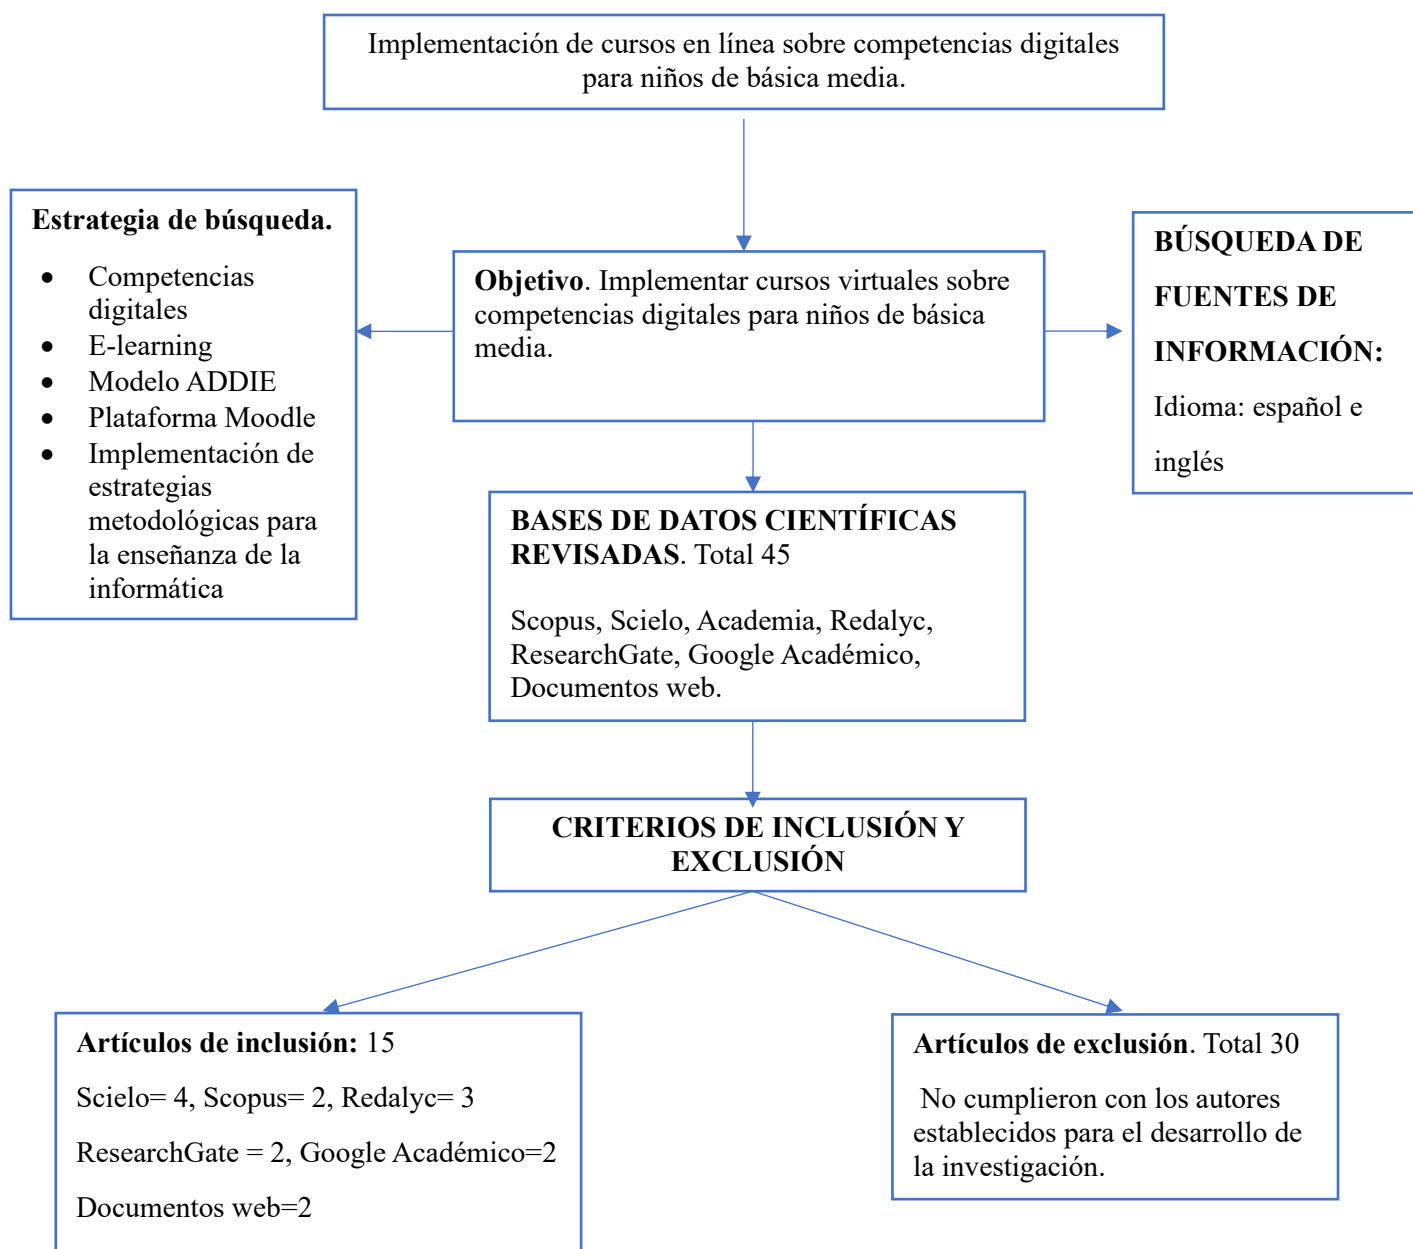 Implementación de cursos en línea sobre competencias digitales
para niños de básica media.
Estrategia de búsqueda.
• Competencias
digitales
• E-learning
• Modelo ADDIE
• Plataforma Moodle
• Implementación de
estrategias
metodológicas para
la enseñanza de la
informática
Objetivo. Implementar cursos virtuales sobre
competencias digitales para niños de básica
media.
BÚSQUEDA DE
FUENTES DE
INFORMACIÓN:
Idioma: español e
inglés
BASES DE DATOS CIENTÍFICAS
REVISADAS. Total 45
Scopus, Scielo, Academia, Redalyc,
ResearchGate, Google Académico,
Documentos web.
CRITERIOS DE INCLUSIÓN Y
EXCLUSIÓN
Artículos de inclusión: 15
Scielo= 4, Scopus= 2, Redalyc= 3
ResearchGate = 2, Google Académico=2
Documentos web=2
Artículos de exclusión. Total 30
No cumplieron con los autores
establecidos para el desarrollo de
la investigación.